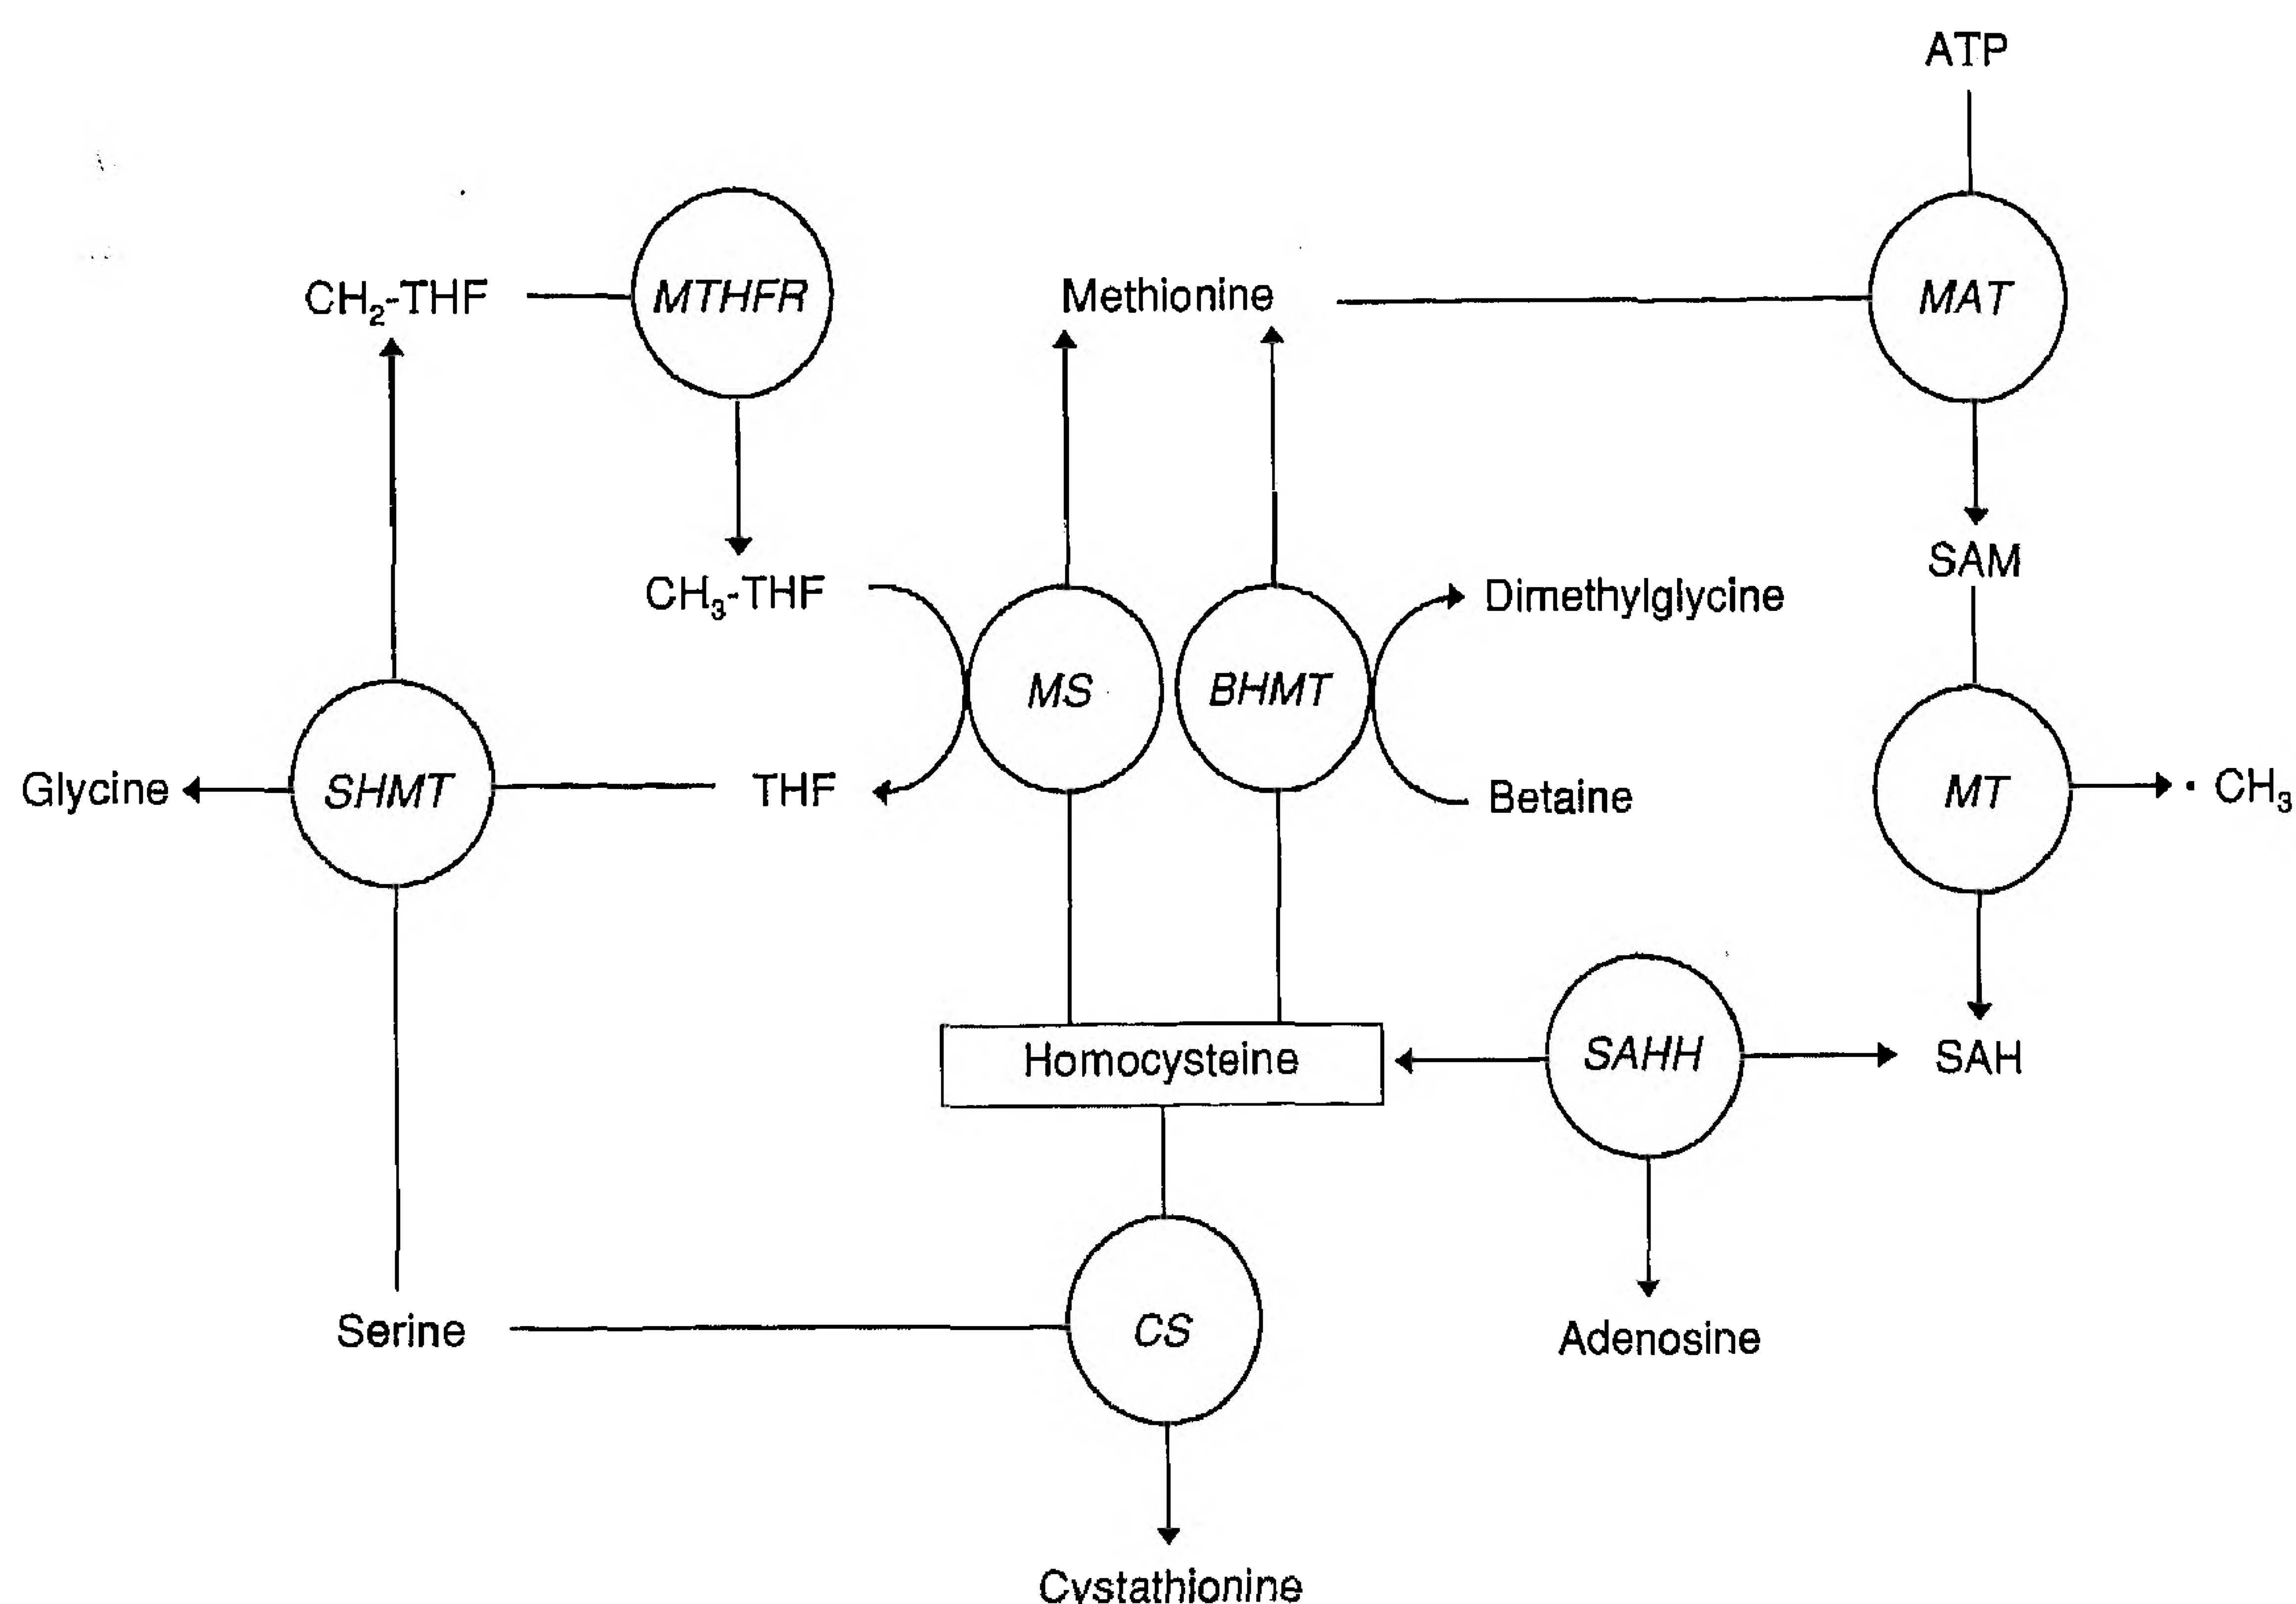 ATP
CH₂-THF
MTHFR
Methionine
MAT
SAM
CH₃-THF
Dimethylglycine
MS
BHMT
Glycine
SHMT
THF
Betaine
MT
· CH₃
Homocysteine
SAHH
SAH
Serine
CS
Adenosine
Cystathionine